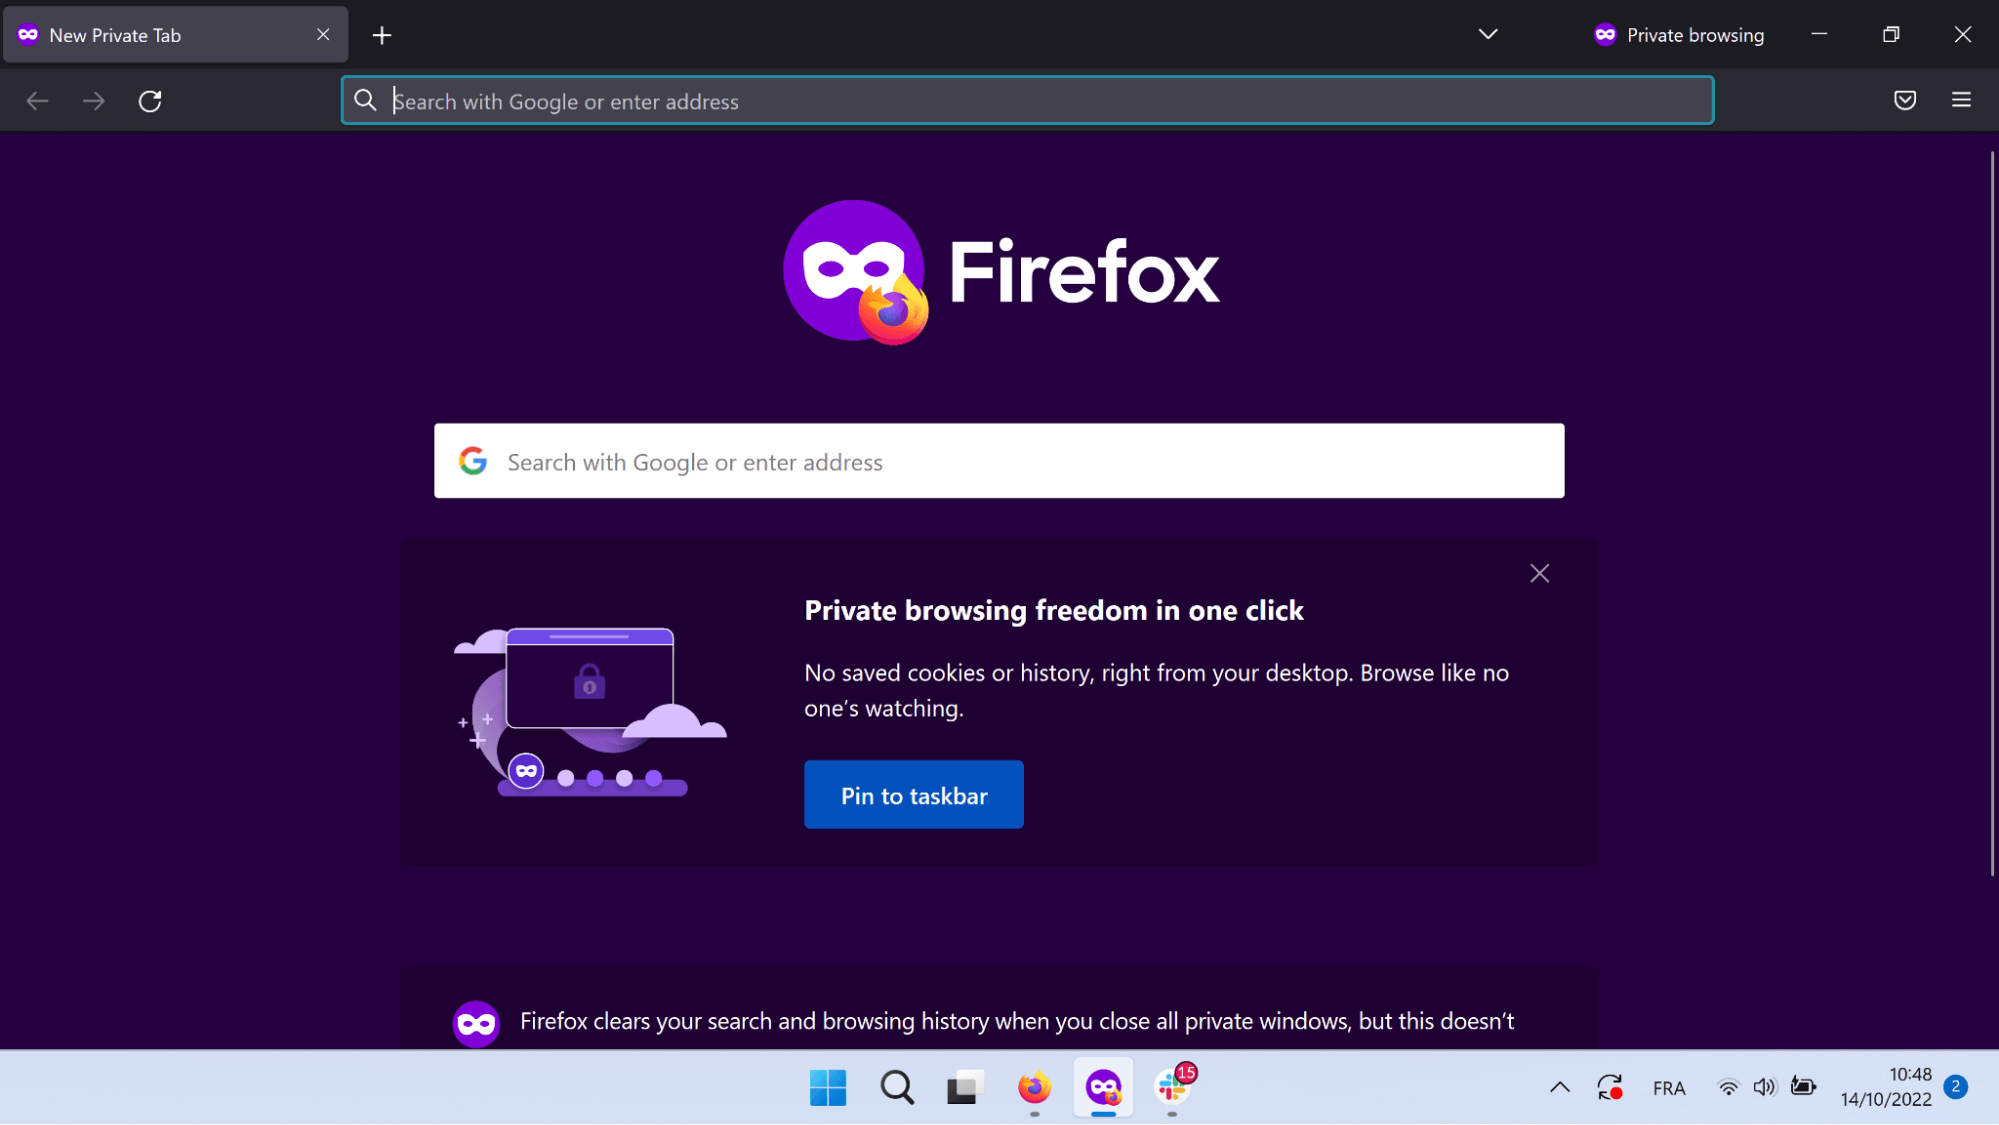 New Private Tab
Private browsing
Search with Google or enter address
Firefox
Search with Google or enter address
Private browsing freedom in one click
No saved cookies or history, right from your desktop. Browse like no
one’s watching.
Pin to taskbar
Firefox clears your search and browsing history when you close all private windows, but this doesn’t
15
FRA
10:48
14/10/2022
2